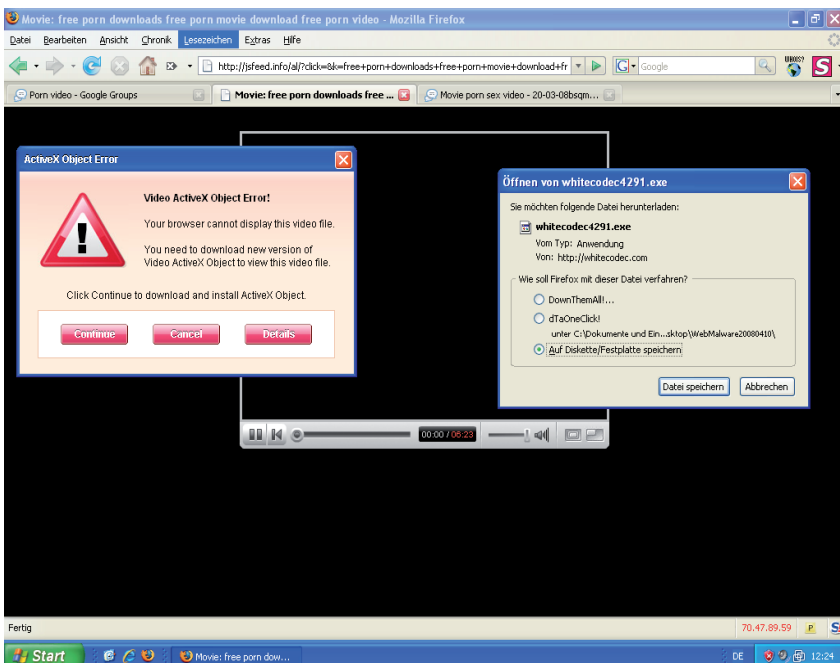 Movie: free porn downloads free porn movie download free porn video - Mozilla Firefox
Datei Bearbeiten Ansicht Chronik Lesezeichen Extras Hilfe
http://jsfeed.info/al/?click=8k=free+porn+downloads+free+porn+movie+download+fr
G Google
WHOIS?
S
Porn video - Google Groups
Movie: free porn downloads free ...
Movie porn sex video - 20-03-08bsqm...
ActiveX Object Error
Video ActiveX Object Error!
Your browser cannot display this video file.
You need to download new version of
Video ActiveX Object to view this video file.
Click Continue to download and install ActiveX Object.
Continue Cancel Details
Öffnen von whitecodec4291.exe
Sie möchten folgende Datei herunterladen:
whitecodec4291.exe
Vom Typ: Anwendung
Von: http://whitecodec.com
Wie soll Firefox mit dieser Datei verfahren?
DownThemAll!...
dTaOneClick!
unter C:\Dokumente und Ein...sktop\WebMalware20080410\
Auf Diskette/Festplatte speichern
Datei speichern Abbrechen
00:00 / 06:23
Fertig
70.47.89.59 P S
Start
Movie: free porn dow...
DE
12:24